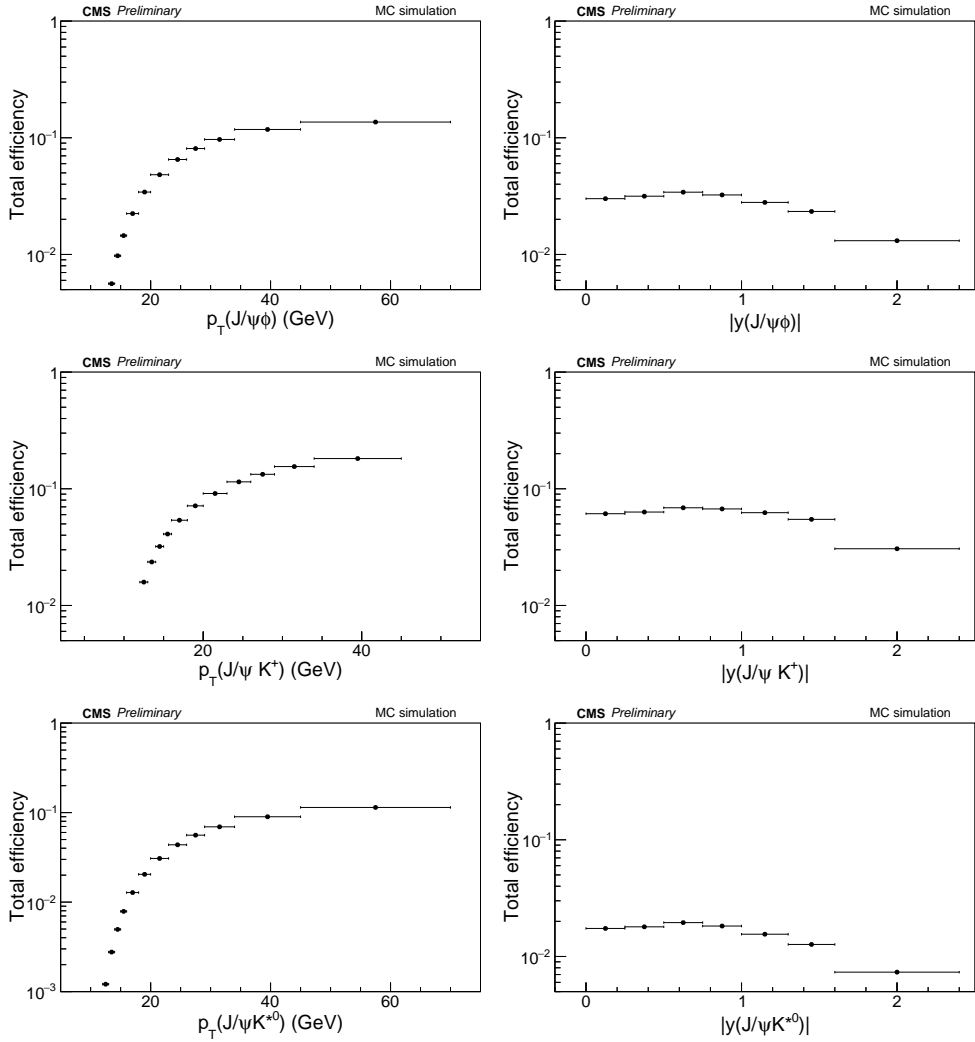 CMS Preliminary MC simulation
Total efficiency
1
10⁻¹
10⁻²
20 40 60
p_T(J/ψϕ) (GeV)
CMS Preliminary MC simulation
Total efficiency
1
10⁻¹
10⁻²
0 1 2
|y(J/ψϕ)|
CMS Preliminary MC simulation
Total efficiency
1
10⁻¹
10⁻²
20 40
p_T(J/ψ K⁺) (GeV)
CMS Preliminary MC simulation
Total efficiency
1
10⁻¹
10⁻²
0 1 2
|y(J/ψ K⁺)|
CMS Preliminary MC simulation
Total efficiency
1
10⁻¹
10⁻²
10⁻³
20 40 60
p_T(J/ψK*⁰) (GeV)
CMS Preliminary MC simulation
Total efficiency
1
10⁻¹
10⁻²
0 1 2
|y(J/ψK*⁰)|